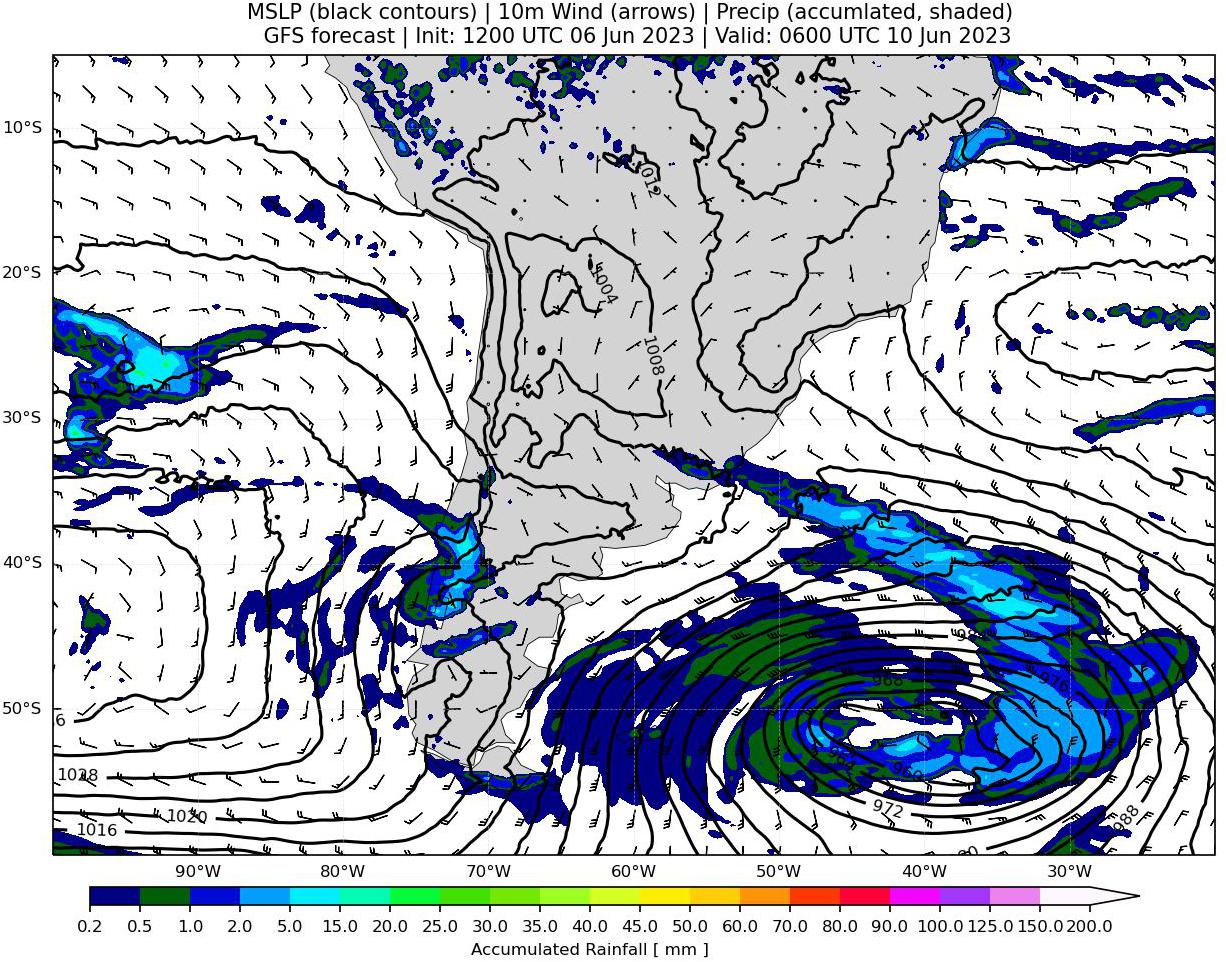 MSLP (black contours) | 10m Wind (arrows) | Precip (accumlated, shaded)
GFS forecast | Init: 1200 UTC 06 Jun 2023 | Valid: 0600 UTC 10 Jun 2023
10°S
1012
20°S
1004
1008
30°S
40°S
980
968
976
50°S
6
964
960
1028
972
988
1020
1016
90°W 80°W 70°W 60°W 50°W 40°W 30°W
0.2 0.5 1.0 2.0 5.0 10.0 15.0 20.0 25.0 30.0 35.0 40.0 45.0 50.0 60.0 70.0 80.0 90.0 100.0 125.0 150.0 200.0
Accumulated Rainfall [ mm ]